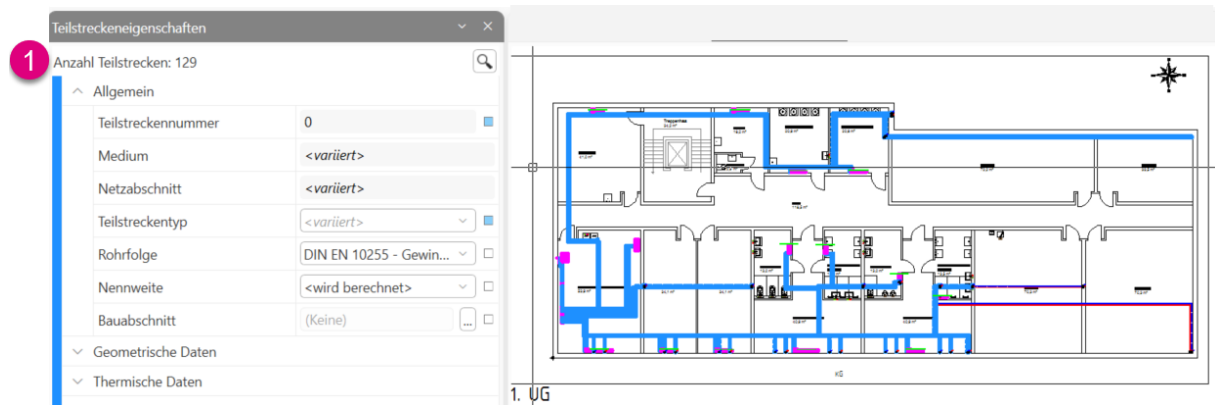 Teilstreckeneigenschaften
1
Anzahl Teilstrecken: 129
Allgemein
Teilstreckennummer 0
Medium <variiert>
Netzabschnitt <variiert>
Teilstreckentyp <variiert>
Rohrfolge DIN EN 10255 - Gewin...
Nennweite <wird berechnet>
Bauabschnitt (Keine) ...
Geometrische Daten
Thermische Daten
Treppenhaus
KG
1. UG